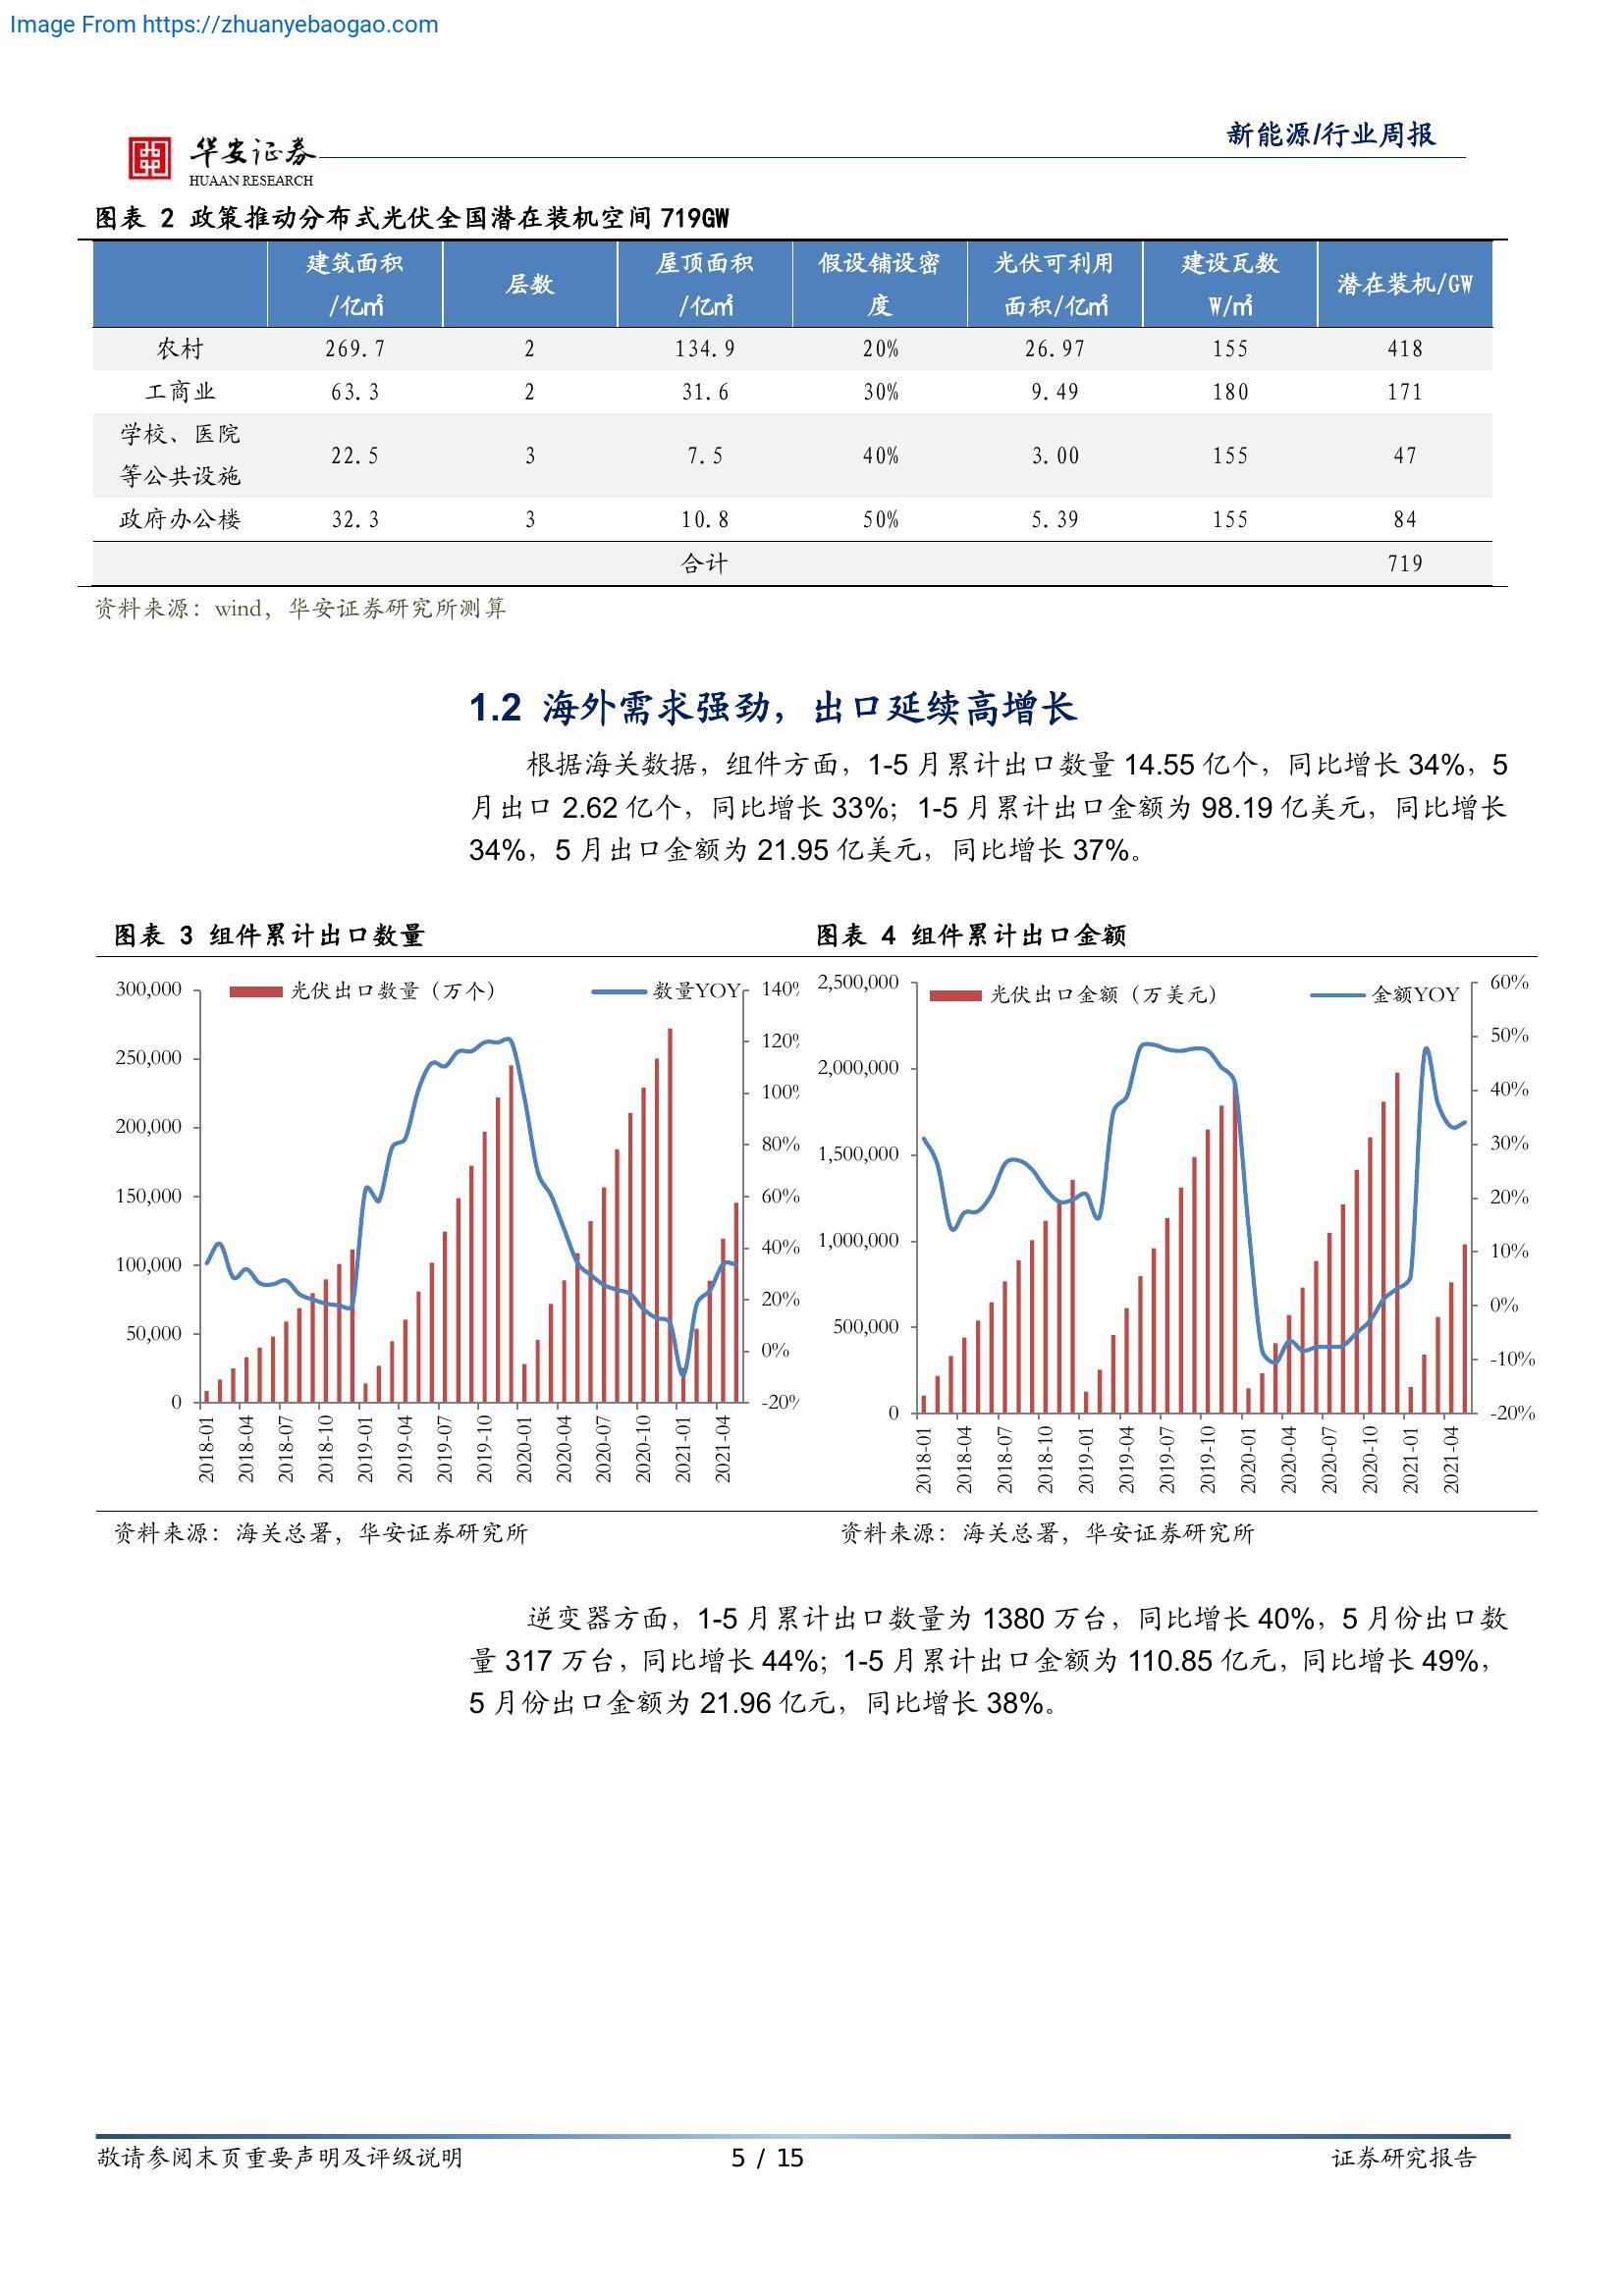 Image From https://zhuanyebaogao.com
华安证券
HUAAN RESEARCH
新能源/行业周报
图表 2 政策推动分布式光伏全国潜在装机空间 719GW
建筑面积/亿㎡ 层数 屋顶面积/亿㎡ 假设铺设密度 光伏可利用面积/亿㎡ 建设瓦数 W/㎡ 潜在装机/GW
农村 269.7 2 134.9 20% 26.97 155 418
工商业 63.3 2 31.6 30% 9.49 180 171
学校、医院等公共设施 22.5 3 7.5 40% 3.00 155 47
政府办公楼 32.3 3 10.8 50% 5.39 155 84
合计 719
资料来源：wind，华安证券研究所测算
1.2 海外需求强劲，出口延续高增长
根据海关数据，组件方面，1-5 月累计出口数量 14.55 亿个，同比增长 34%，5
月出口 2.62 亿个，同比增长 33%；1-5 月累计出口金额为 98.19 亿美元，同比增长
34%，5 月出口金额为 21.95 亿美元，同比增长 37%。
图表 3 组件累计出口数量
光伏出口数量（万个） 数量YOY
300,000
250,000
200,000
150,000
100,000
50,000
0
140%
120%
100%
80%
60%
40%
20%
0%
-20%
2018-01 2018-04 2018-07 2018-10 2019-01 2019-04 2019-07 2019-10 2020-01 2020-04 2020-07 2020-10 2021-01 2021-04
资料来源：海关总署，华安证券研究所
图表 4 组件累计出口金额
光伏出口金额（万美元） 金额YOY
2,500,000
2,000,000
1,500,000
1,000,000
500,000
0
60%
50%
40%
30%
20%
10%
0%
-10%
-20%
2018-01 2018-04 2018-07 2018-10 2019-01 2019-04 2019-07 2019-10 2020-01 2020-04 2020-07 2020-10 2021-01 2021-04
资料来源：海关总署，华安证券研究所
逆变器方面，1-5 月累计出口数量为 1380 万台，同比增长 40%，5 月份出口数
量 317 万台，同比增长 44%；1-5 月累计出口金额为 110.85 亿元，同比增长 49%，
5 月份出口金额为 21.96 亿元，同比增长 38%。
敬请参阅末页重要声明及评级说明
5 / 15
证券研究报告